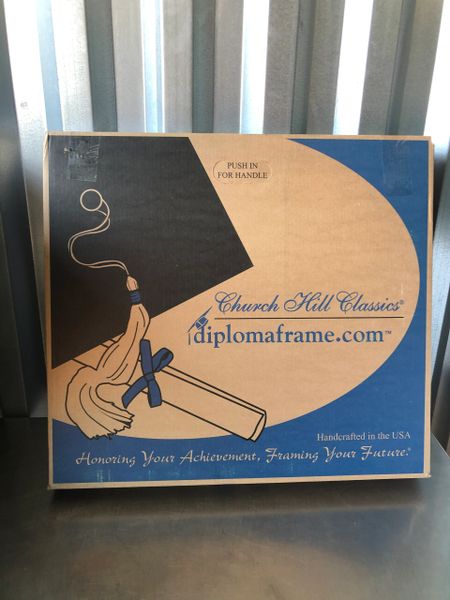 PUSH IN
FOR HANDLE
Church Hill Classics®
diplomaframe.com™
Handcrafted in the USA
Honoring Your Achievement, Framing Your Future.®